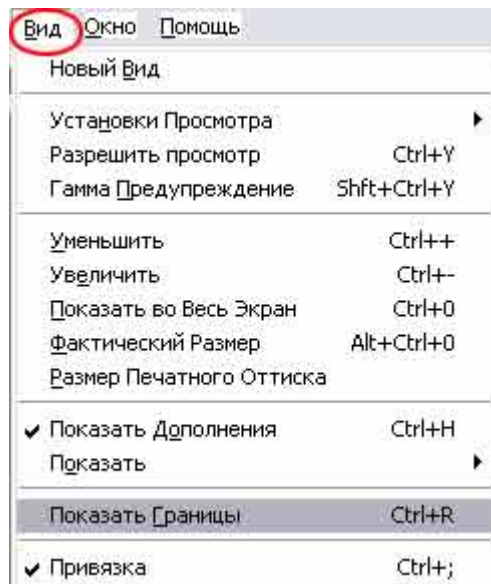 Вид Окно Помощь
Новый Вид
Установки Просмотра
Разрешить просмотр Ctrl+Y
Гамма Предупреждение Shft+Ctrl+Y
Уменьшить Ctrl++
Увеличить Ctrl+-
Показать во Весь Экран Ctrl+0
Фактический Размер Alt+Ctrl+0
Размер Печатного Оттиска
Показать Дополнения Ctrl+H
Показать
Показать Границы Ctrl+R
Привязка Ctrl+;